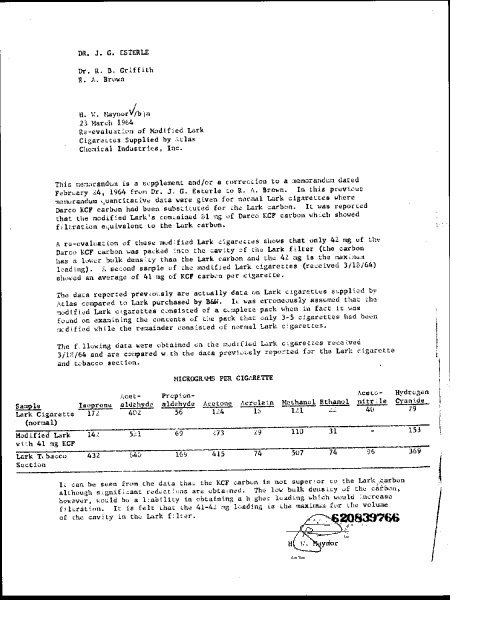 DR. J. G. ESTERLE
Dr. R. B. Griffith
R. A. Brown
H. W. Maynor/bja
23 March 1964
Re-evaluation of Modified Lark
Cigarettes Supplied by Atlas
Chemical Industries, Inc.
This memorandum is a supplement and/or a correction to a memorandum dated
February 24, 1964 from Dr. J. G. Esterle to R. A. Brown. In this previous
memorandum quantitative data were given for normal Lark cigarettes where
Darco KCF carbon had been substituted for the Lark carbon. It was reported
that the modified Lark's contained 81 mg of Darco KCF carbon which showed
filtration equivalent to the Lark carbon.
A re-evaluation of these modified Lark cigarettes shows that only 42 mg of the
Darco KCF carbon was packed into the cavity of the Lark filter (the carbon
has a lower bulk density than the Lark carbon and the 42 mg is the maximum
loading). A second sample of the modified Lark cigarettes (received 3/18/64)
showed an average of 41 mg of KCF carbon per cigarette.
The data reported previously are actually data on Lark cigarettes supplied by
Atlas compared to Lark purchased by B&W. It was erroneously assumed that the
modified Lark cigarettes consisted of a complete pack when in fact it was
found on examining the contents of the pack that only 3-5 cigarettes had been
modified while the remainder consisted of normal Lark cigarettes.
The following data were obtained on the modified Lark cigarettes received
3/18/64 and are compared with the data previously reported for the Lark cigarette
and tobacco section.
MICROGRAMS PER CIGARETTE
Acet- Propion- Aceto- Hydrogen
Sample Isoprene aldehyde aldehyde Acetone Acrolein Methanol Ethanol nitrile Cyanide
Lark Cigarette 172 402 56 40 79
(normal)
Modified Lark 142 69 273 29 110 31 - 153
with 41 mg KCF
Lark Tobacco 432 840 169 415 74 507 74 96 369
Section
It can be seen from the data that the KCF carbon is not superior to the Lark carbon
although significant reductions are obtained. The low bulk density of the carbon,
however, would be a liability in obtaining a higher loading which would increase
filtration. It is felt that the 41-42 mg loading is the maximum for the volume
of the cavity in the Lark filter.
620839766
H. W. Maynor